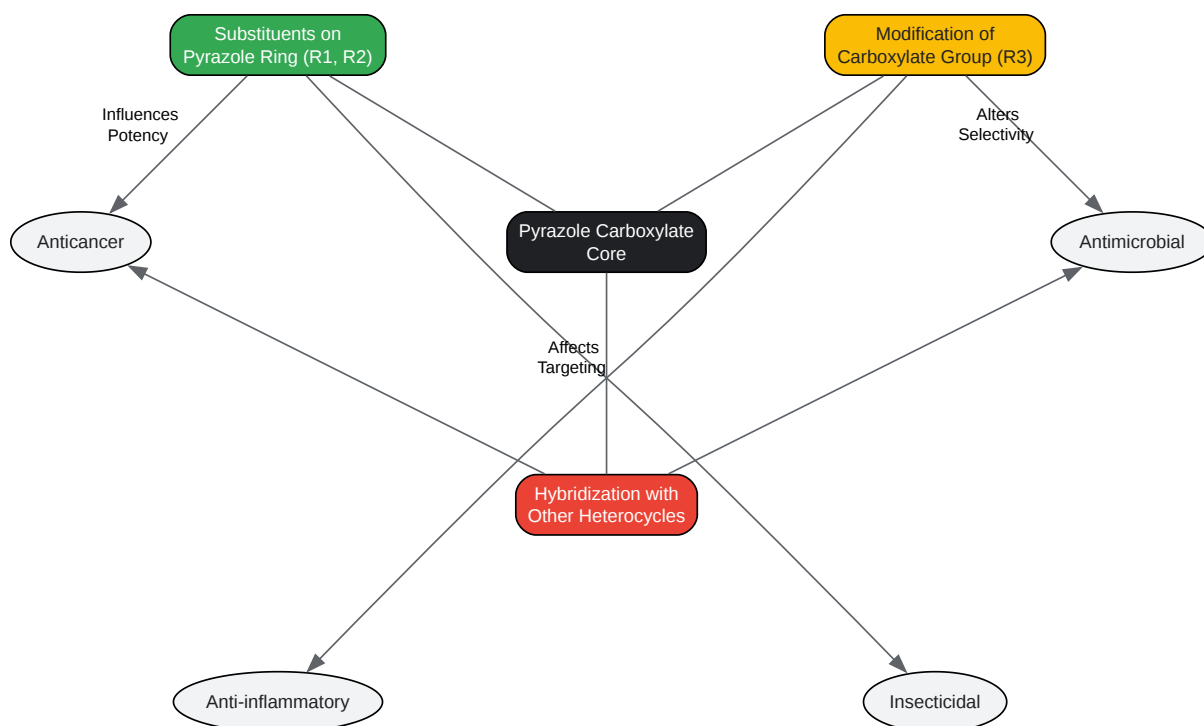 Substituents on
Pyrazole Ring (R1, R2)
Modification of
Carboxylate Group (R3)
Influences
Potency
Alters
Selectivity
Anticancer
Pyrazole Carboxylate
Core
Antimicrobial
Affects
Targeting
Hybridization with
Other Heterocycles
Anti-inflammatory
Insecticidal